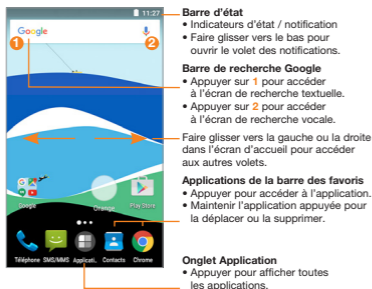 11:27
Google
1
2
Google
Orange
Play Store
Téléphone
SMS/MMS
Applicati..
Contacts
Chrome
Barre d'état
• Indicateurs d'état / notification
• Faire glisser vers le bas pour
ouvrir le volet des notifications.
Barre de recherche Google
• Appuyer sur 1 pour accéder
à l'écran de recherche textuelle.
• Appuyer sur 2 pour accéder
à l'écran de recherche vocale.
Faire glisser vers la gauche ou la droite
dans l'écran d'accueil pour accéder
aux autres volets.
Applications de la barre des favoris
• Appuyer pour accéder à l'application.
• Maintenir l'application appuyée pour
la déplacer ou la supprimer.
Onglet Application
• Appuyer pour afficher toutes
les applications.